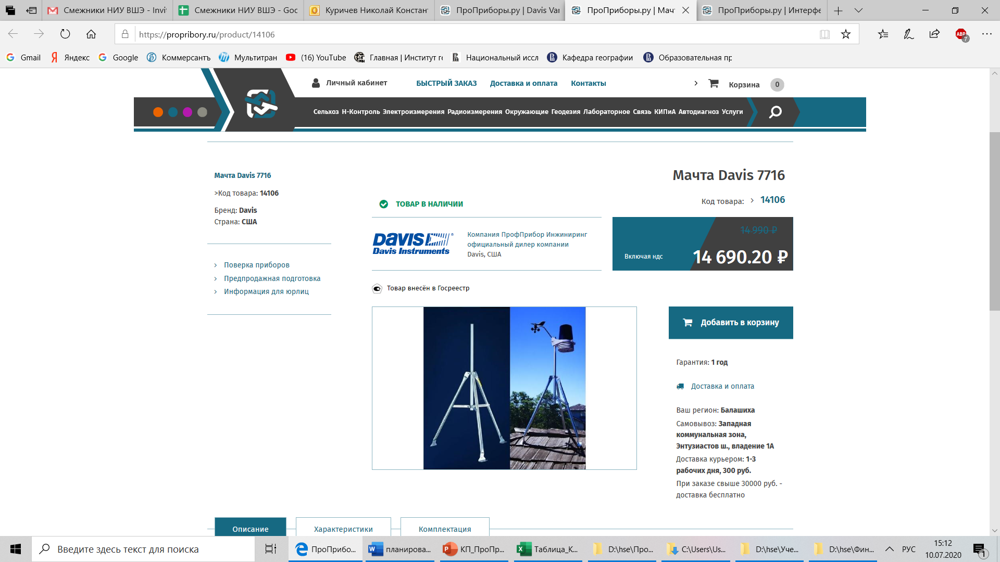 Смежники НИУ ВШЭ - Invi
Смежники НИУ ВШЭ - Goo
Куричев Николай Констан
ПроПриборы.ру | Davis Van
ПроПриборы.ру | Мач
ПроПриборы.ру | Интерфе
https://propribory.ru/product/14106
ABP
7
Gmail
Яндекс
Google
Коммерсантъ
Мультитран
(16) YouTube
Главная | Институт ге
Национальный иссл
Кафедра географии
Образовательная пр
Личный кабинет
БЫСТРЫЙ ЗАКАЗ
Доставка и оплата
Контакты
Корзина
0
Сельхоз Н-Контроль Электроизмерения Радиоизмерения Окружающие Геодезия Лабораторное Связь КИПиА Автодиагноз Услуги
Мачта Davis 7716
>Код товара: 14106
Бренд: Davis
Страна: США
Поверка приборов
Предпродажная подготовка
Информация для юрлиц
ТОВАР В НАЛИЧИИ
DAVIS
Davis Instruments
Компания ПрофПрибор Инжиниринг
официальный дилер компании
Davis, США
Товар внесён в Госреестр
Мачта Davis 7716
Код товара: > 14106
14 990 ₽
Включая ндс
14 690.20 ₽
Добавить в корзину
Гарантия: 1 год
Доставка и оплата
Ваш регион: Балашиха
Самовывоз: Западная
коммунальная зона,
Энтузиастов ш., владение 1А
Доставка курьером: 1-3
рабочих дня, 300 руб.
При заказе свыше 30000 руб. -
доставка бесплатно
Описание
Характеристики
Комплектация
Введите здесь текст для поиска
ПроПрибо...
планирова...
КП_ПроПр...
Таблица_К...
D:\hse\Про...
C:\Users\Us...
D:\hse\Уче...
D:\hse\Фин...
РУС
15:12
10.07.2020
1